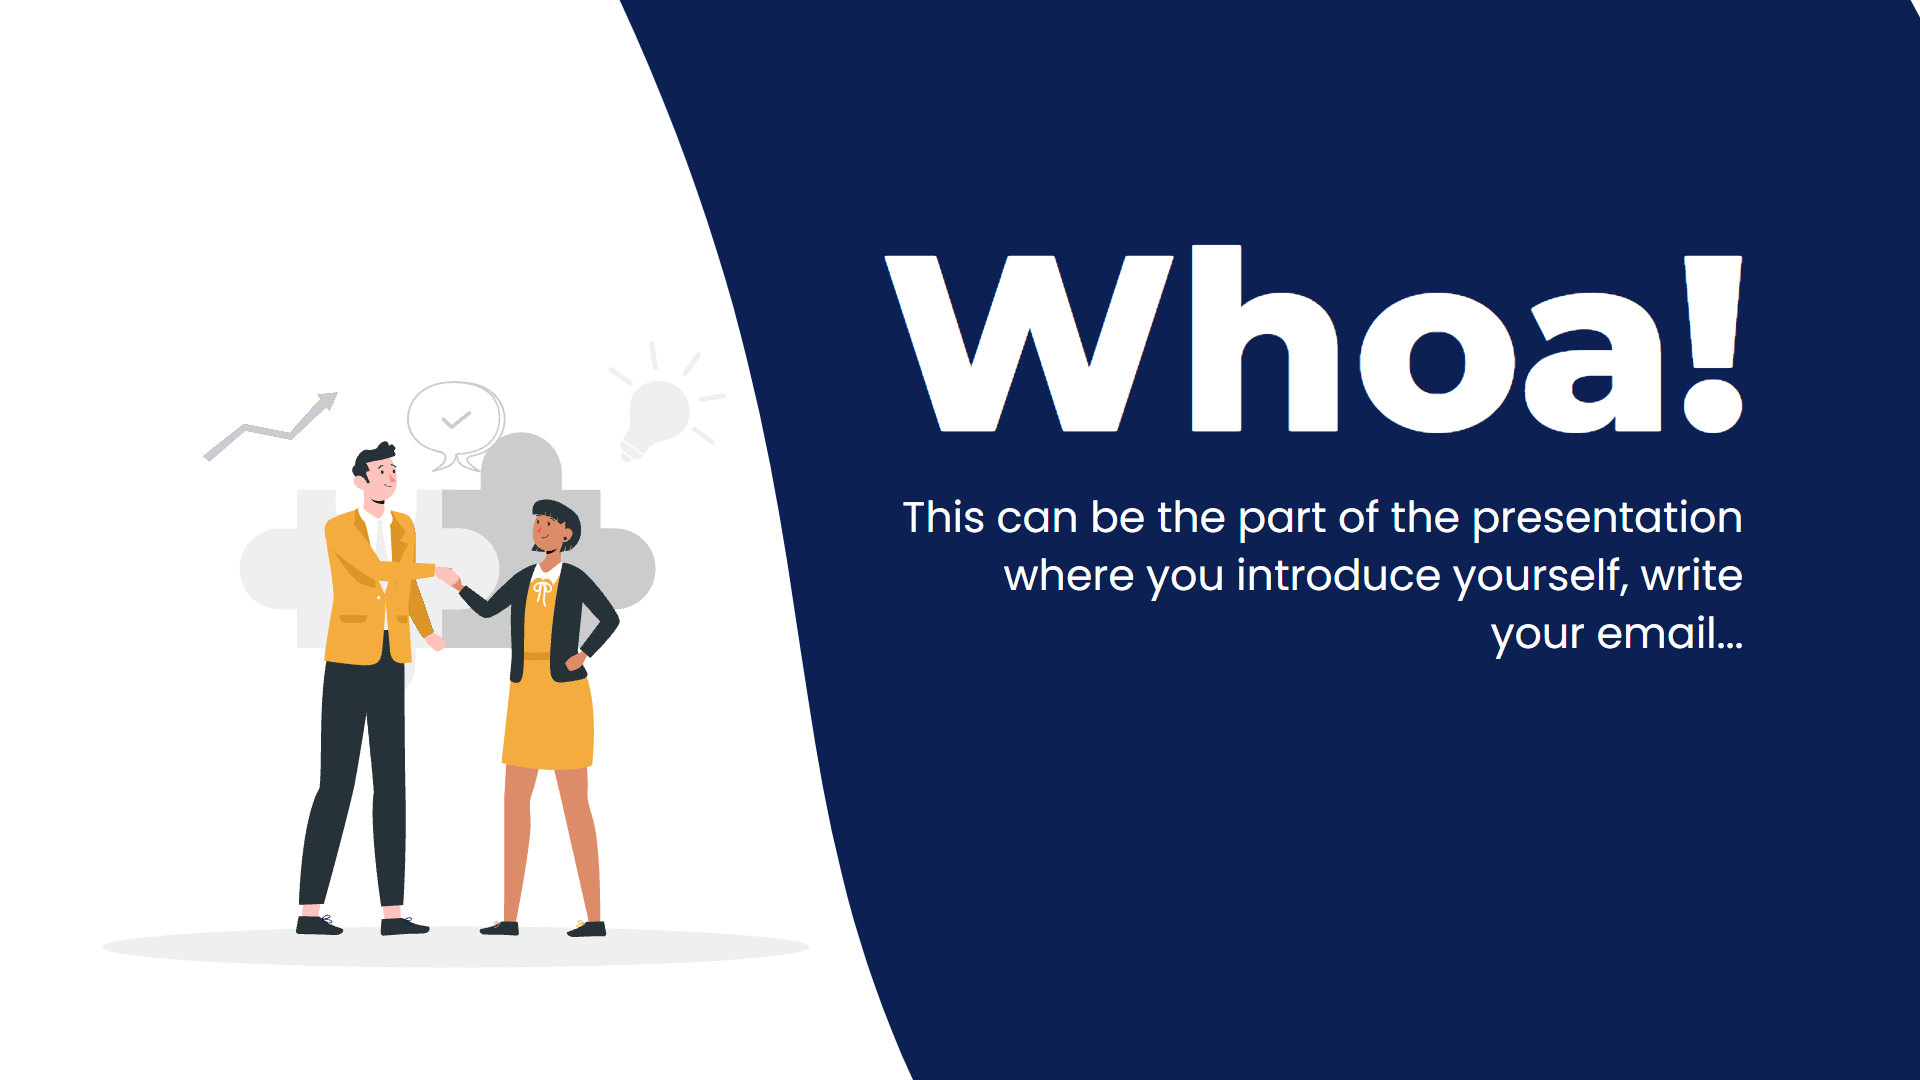 Whoa!
This can be the part of the presentation
where you introduce yourself, write
your email...